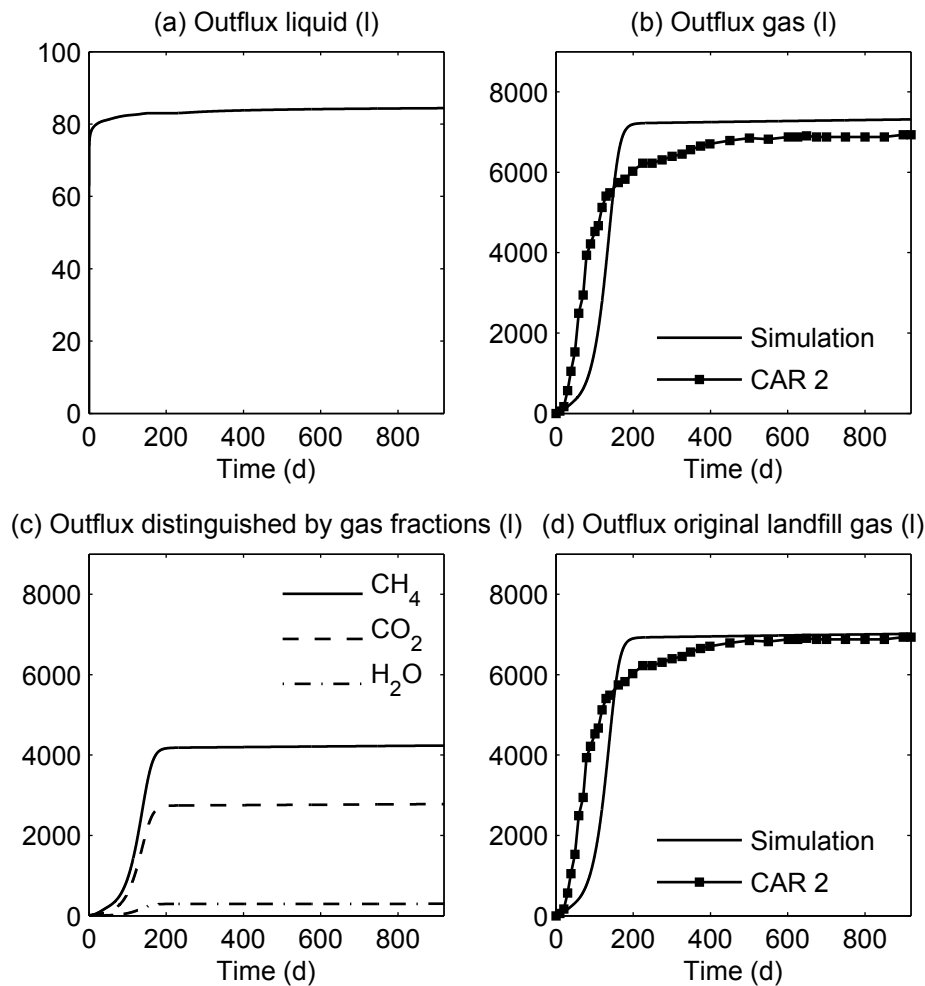 (a) Outflux liquid (l)
100
80
60
40
20
0
0 200 400 600 800
Time (d)
(b) Outflux gas (l)
8000
6000
4000
2000
0
Simulation
CAR 2
0 200 400 600 800
Time (d)
(c) Outflux distinguished by gas fractions (l)
8000
6000
4000
2000
0
CH4
CO2
H2O
0 200 400 600 800
Time (d)
(d) Outflux original landfill gas (l)
8000
6000
4000
2000
0
Simulation
CAR 2
0 200 400 600 800
Time (d)